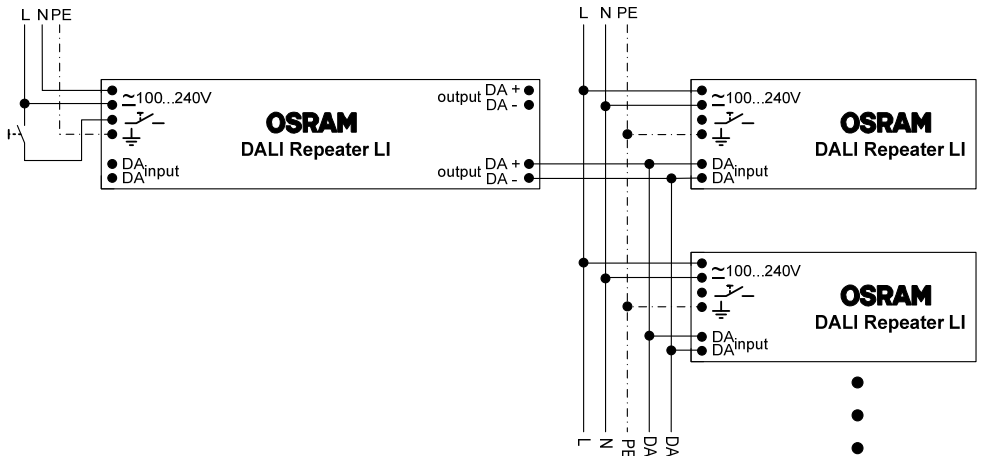 L N PE
100...240V
OSRAM
DALI Repeater LI
DA
DA
input
output
DA +
DA -
output
DA +
DA -
L N PE
100...240V
OSRAM
DALI Repeater LI
DA
DA
input
100...240V
OSRAM
DALI Repeater LI
DA
DA
input
L N PE DA DA